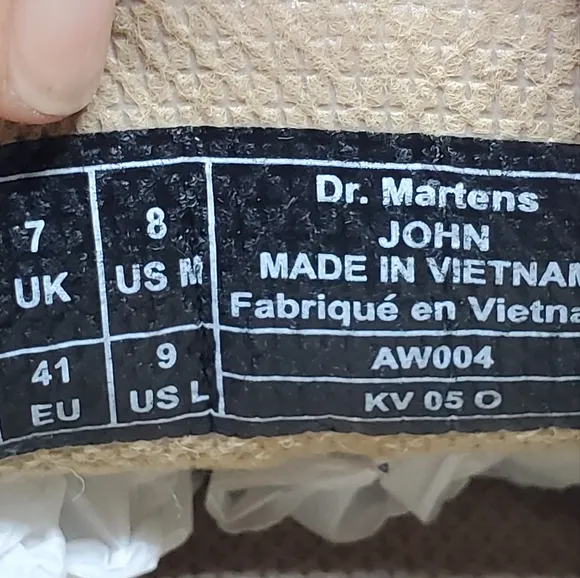 7
UK
8
US M
41
EU
9
US L
Dr. Martens
JOHN
MADE IN VIETNAM
Fabriqué en Vietna
AW004
KV 05 O